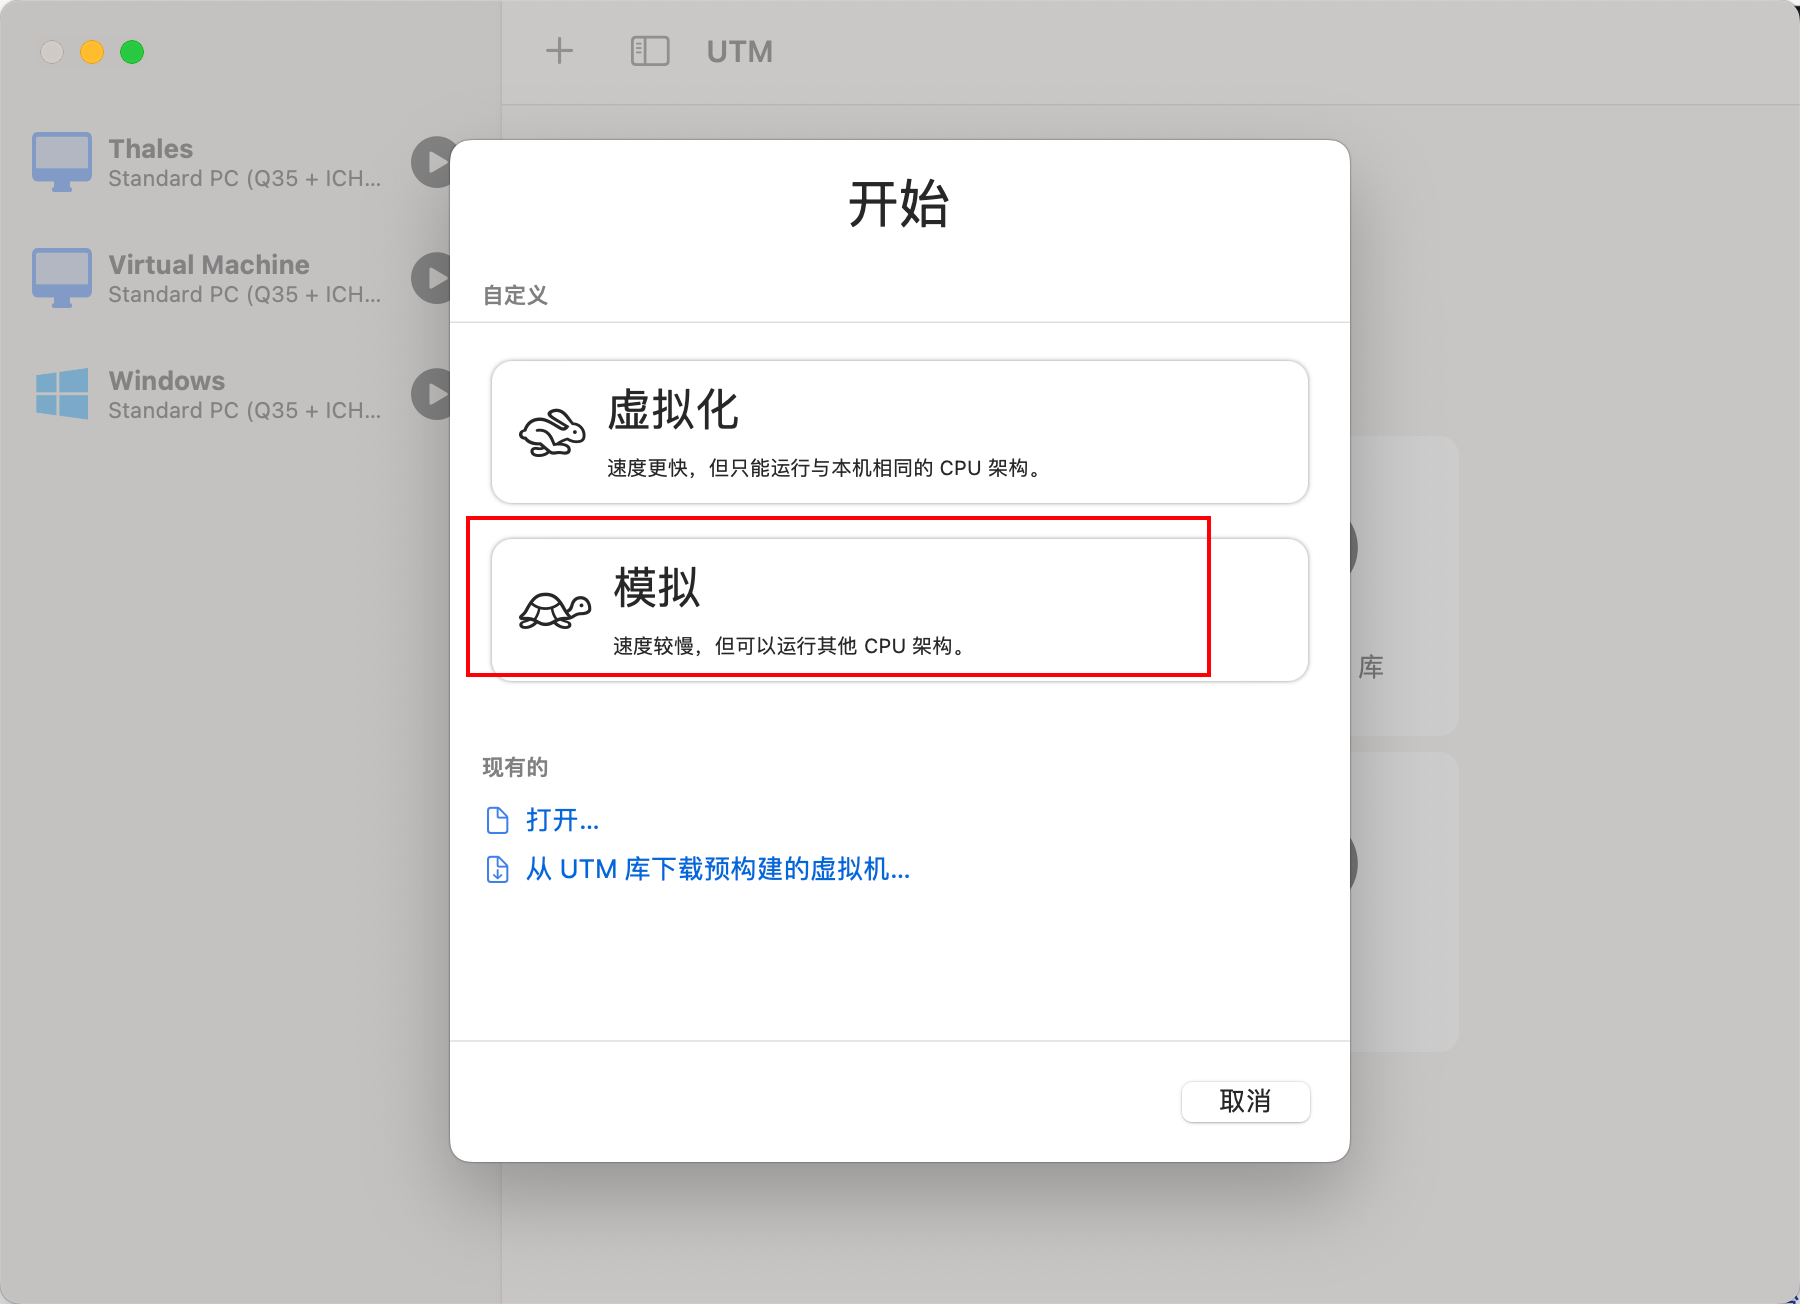 UTM
Thales
Standard PC (Q35 + ICH...
Virtual Machine
Standard PC (Q35 + ICH...
Windows
Standard PC (Q35 + ICH...
开始
自定义
虚拟化
速度更快，但只能运行与本机相同的 CPU 架构。
模拟
速度较慢，但可以运行其他 CPU 架构。
库
现有的
打开...
从 UTM 库下载预构建的虚拟机...
取消